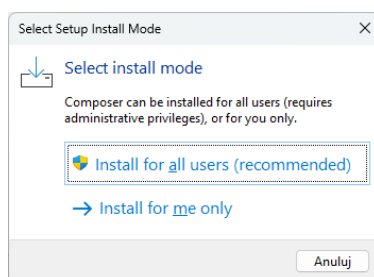 Select Setup Install Mode
Select install mode
Composer can be installed for all users (requires
administrative privileges), or for you only.
Install for all users (recommended)
Install for me only
Anuluj